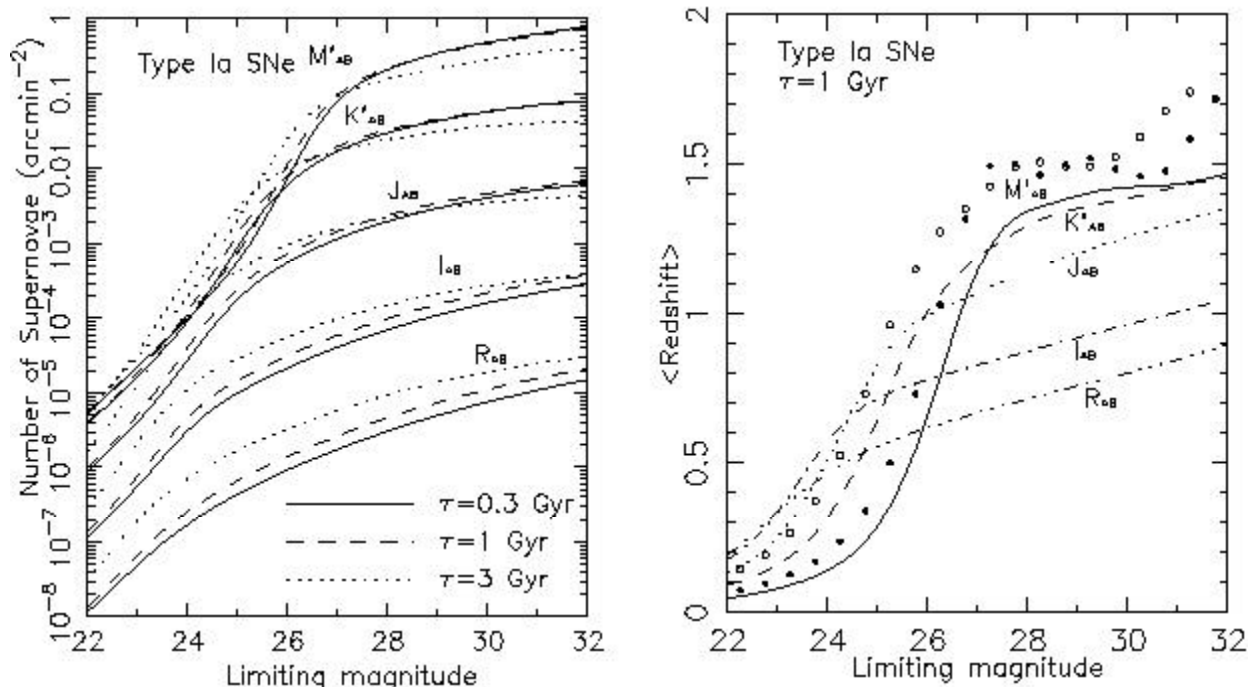 Number of Supernovae (arcmin⁻²)
1
0.1
0.01
10⁻³
10⁻⁴
10⁻⁵
10⁻⁶
10⁻⁷
10⁻⁸
Type Ia SNe
M'AB
K'AB
JAB
IAB
RAB
τ=0.3 Gyr
τ=1 Gyr
τ=3 Gyr
22 24 26 28 30 32
Limiting magnitude
<Redshift>
2
1.5
1
0.5
0
Type Ia SNe
τ=1 Gyr
M'AB
K'AB
JAB
IAB
RAB
22 24 26 28 30 32
Limiting magnitude